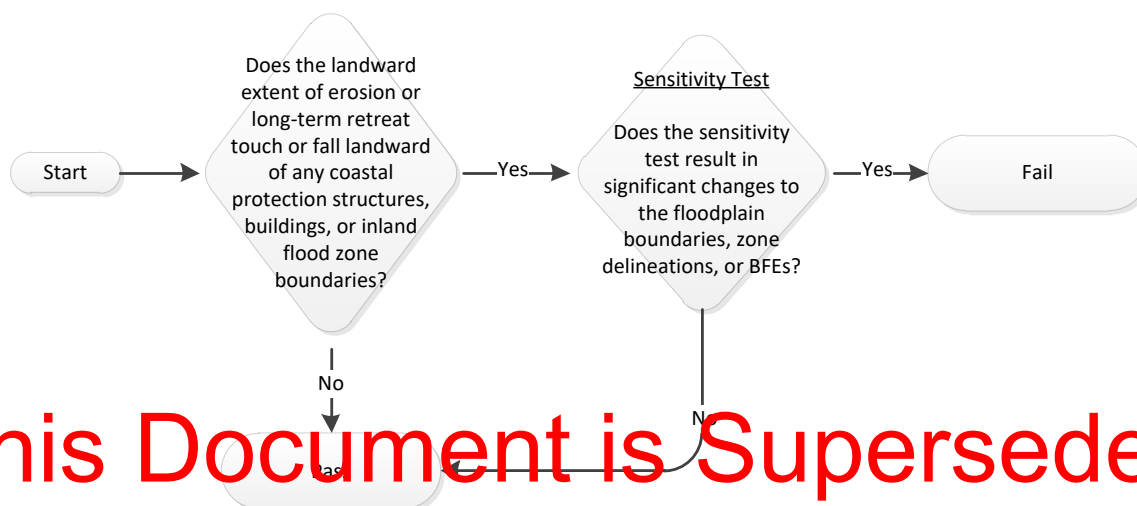 Start
Does the landward
extent of erosion or
long-term retreat
touch or fall landward
of any coastal
protection structures,
buildings, or inland
flood zone
boundaries?
Yes
Sensitivity Test
Does the sensitivity
test result in
significant changes to
the floodplain
boundaries, zone
delineations, or BFEs?
Yes
Fail
No
No
his Document is Supersede